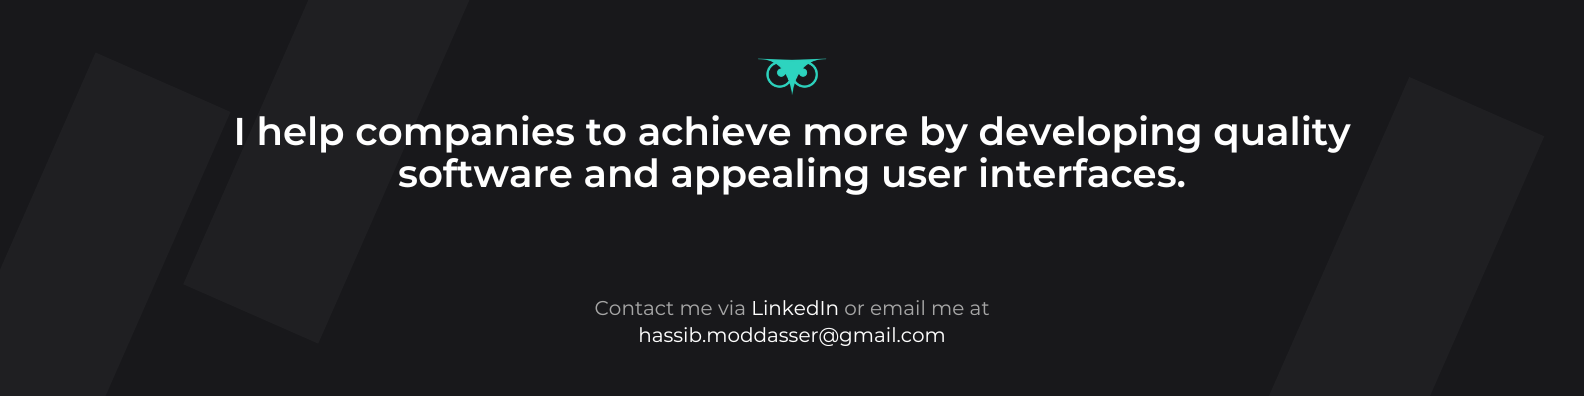 I help companies to achieve more by developing quality
software and appealing user interfaces.
Contact me via LinkedIn or email me at
hassib.moddasser@gmail.com